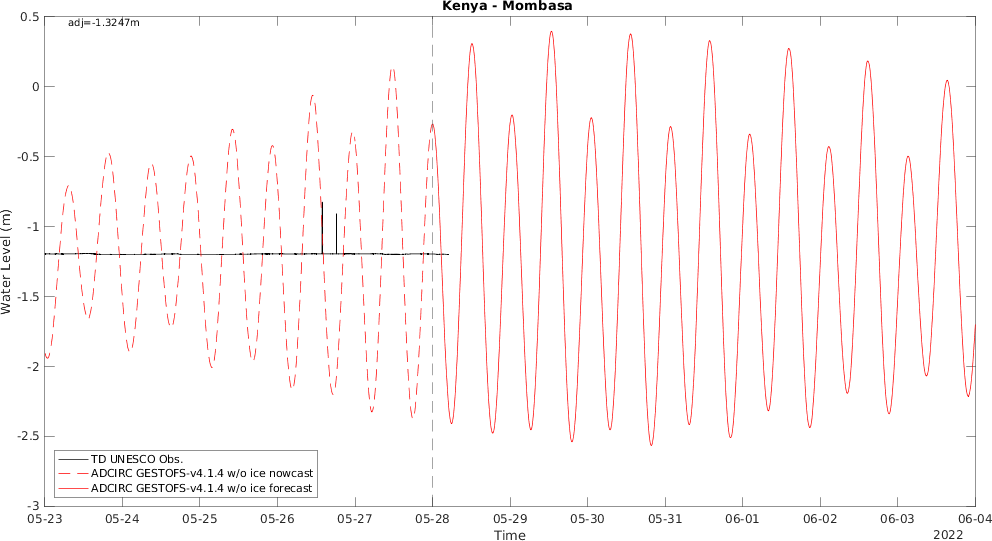 Kenya - Mombasa
adj=-1.3247m
0.5
0
-0.5
-1
-1.5
-2
-2.5
-3
Water Level (m)
TD UNESCO Obs.
ADCIRC GESTOFS-v4.1.4 w/o ice nowcast
ADCIRC GESTOFS-v4.1.4 w/o ice forecast
05-23 05-24 05-25 05-26 05-27 05-28 05-29 05-30 05-31 06-01 06-02 06-03 06-04
Time
2022